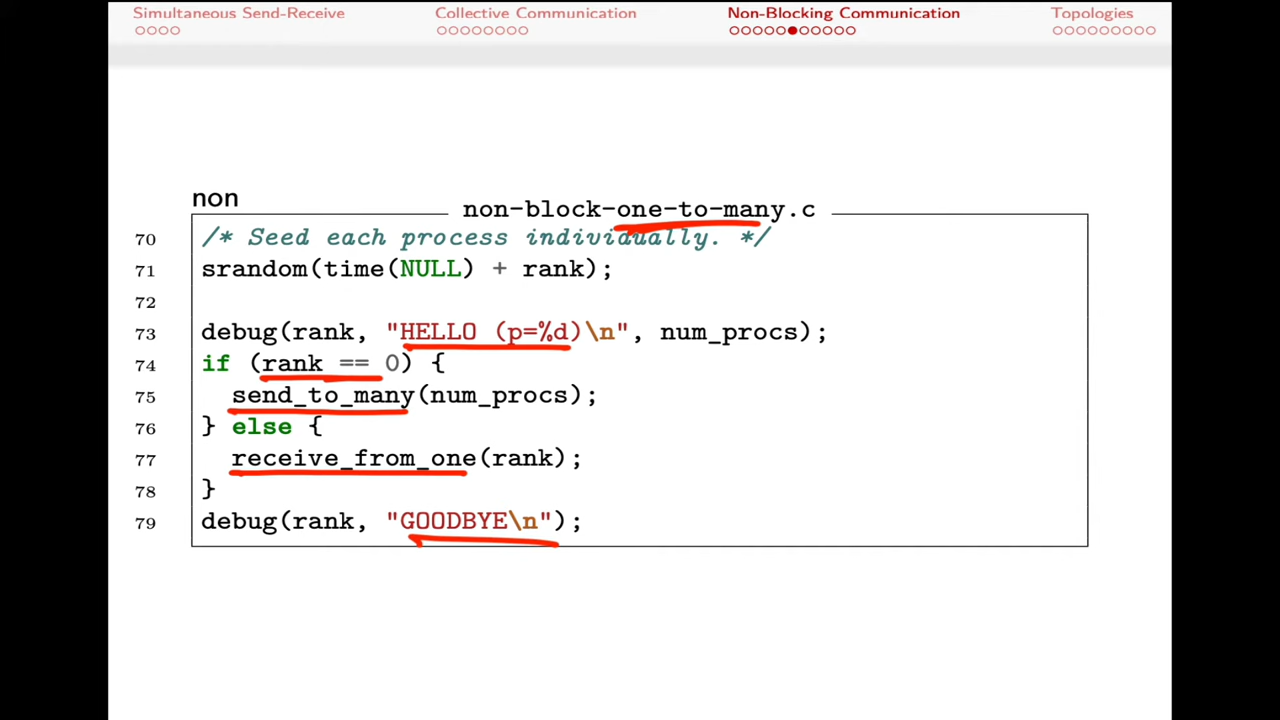 Simultaneous Send-Receive Collective Communication Non-Blocking Communication Topologies
non
non-block-one-to-many.c
70 /* Seed each process individually. */
71 srandom(time(NULL) + rank);
72
73 debug(rank, "HELLO (p=%d)\n", num_procs);
74 if (rank == 0) {
75 send_to_many(num_procs);
76 } else {
77 receive_from_one(rank);
78 }
79 debug(rank, "GOODBYE\n");